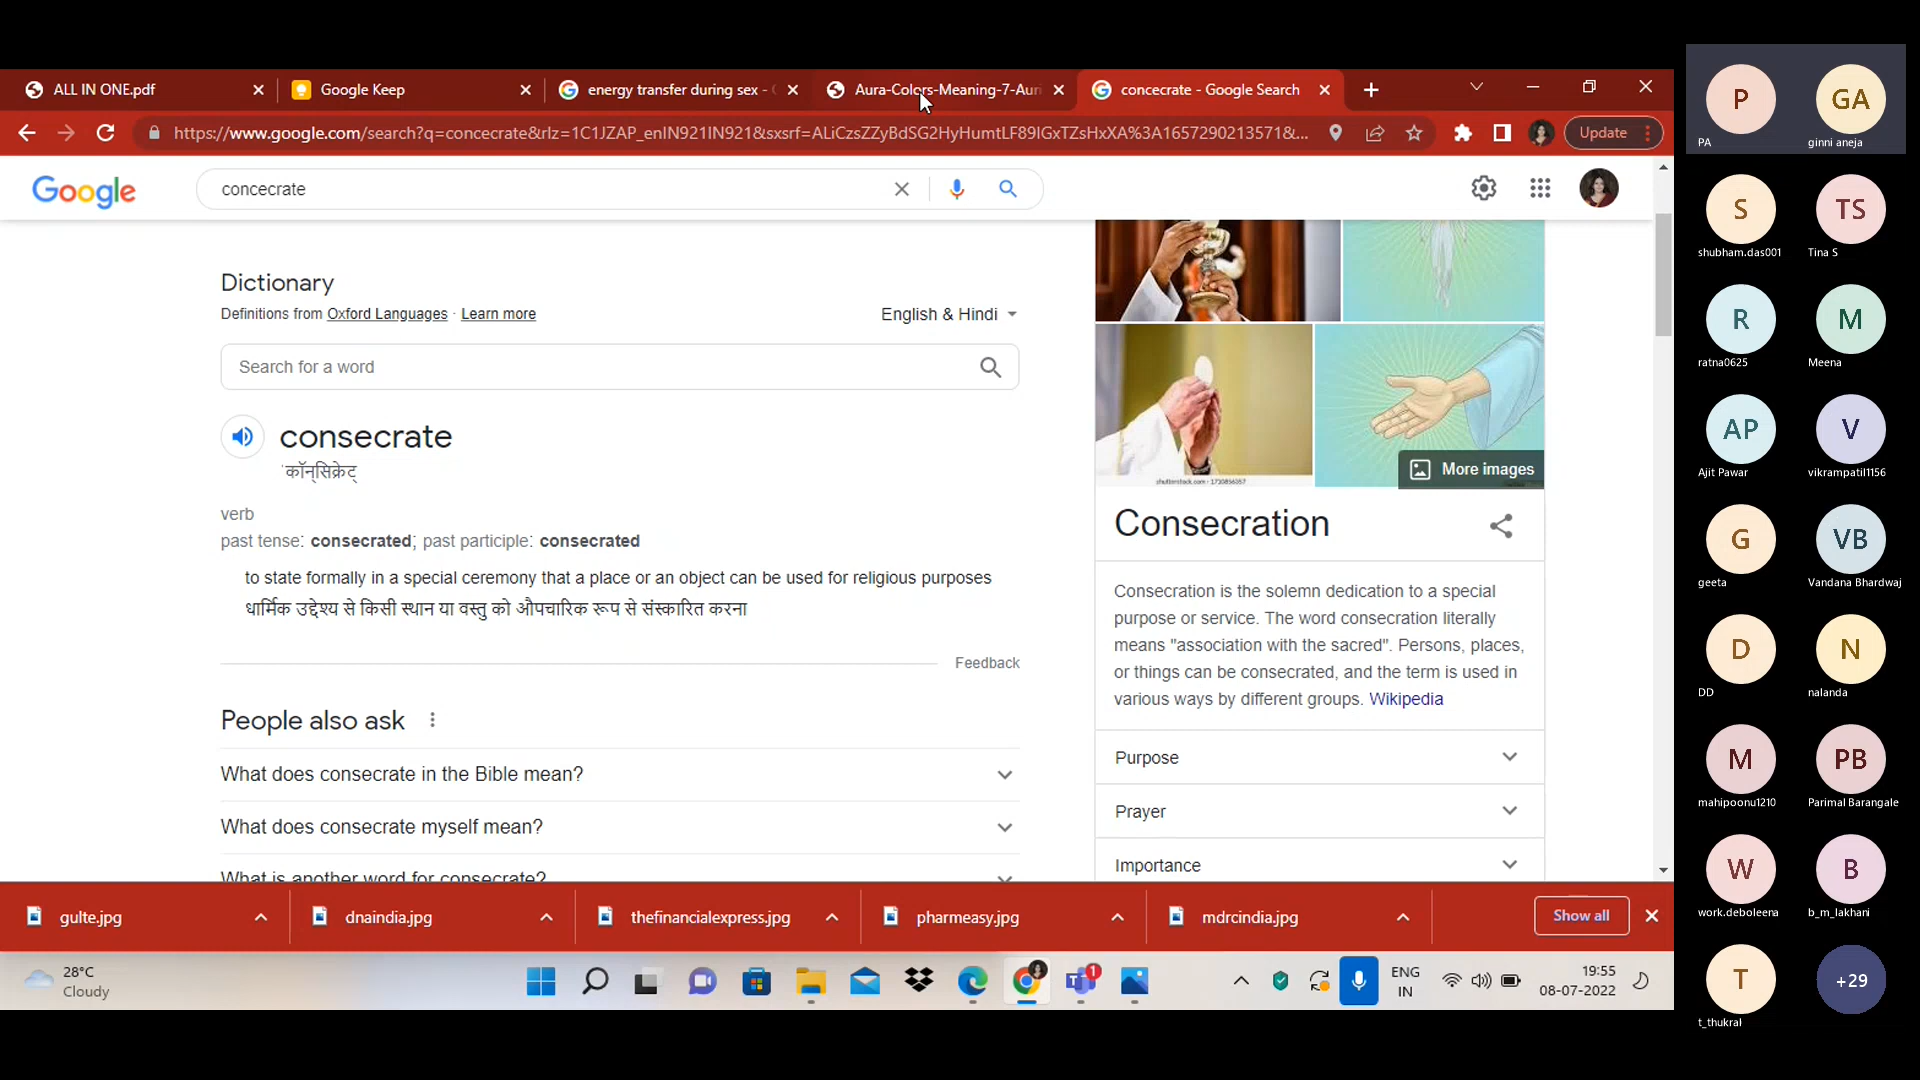 ALL IN ONE.pdf
Google Keep
energy transfer during sex -
Aura-Colors-Meaning-7-Auri
concecrate - Google Search
https://www.google.com/search?q=concecrate&rlz=1C1JZAP_enIN921IN921&sxsrf=ALiCzsZZyBdSG2HyHumtLF89IGxTZsHxXA%3A1657290213571&...
Update
Google
concecrate
Dictionary
Definitions from Oxford Languages · Learn more
English & Hindi
Search for a word
consecrate
ˈकॉन्‌सिक्रेट्
verb
past tense: consecrated; past participle: consecrated
to state formally in a special ceremony that a place or an object can be used for religious purposes
धार्मिक उद्देश्य से किसी स्थान या वस्तु को औपचारिक रूप से संस्कारित करना
Feedback
People also ask
What does consecrate in the Bible mean?
What does consecrate myself mean?
What is another word for consecrate?
shutterstock.com · 1710856357
More images
Consecration
Consecration is the solemn dedication to a special
purpose or service. The word consecration literally
means "association with the sacred". Persons, places,
or things can be consecrated, and the term is used in
various ways by different groups. Wikipedia
Purpose
Prayer
Importance
gulte.jpg
dnaindia.jpg
thefinancialexpress.jpg
pharmeasy.jpg
mdrcindia.jpg
Show all
28°C
Cloudy
1
ENG
IN
19:55
08-07-2022
P
PA
GA
ginni aneja
S
shubham.das001
TS
Tina S
R
ratna0625
M
Meena
AP
Ajit Pawar
V
vikrampatil1156
G
geeta
VB
Vandana Bhardwaj
D
DD
N
nalanda
M
mahipoonu1210
PB
Parimal Barangale
W
work.deboleena
B
b_m_lakhani
T
t_thukral
+29